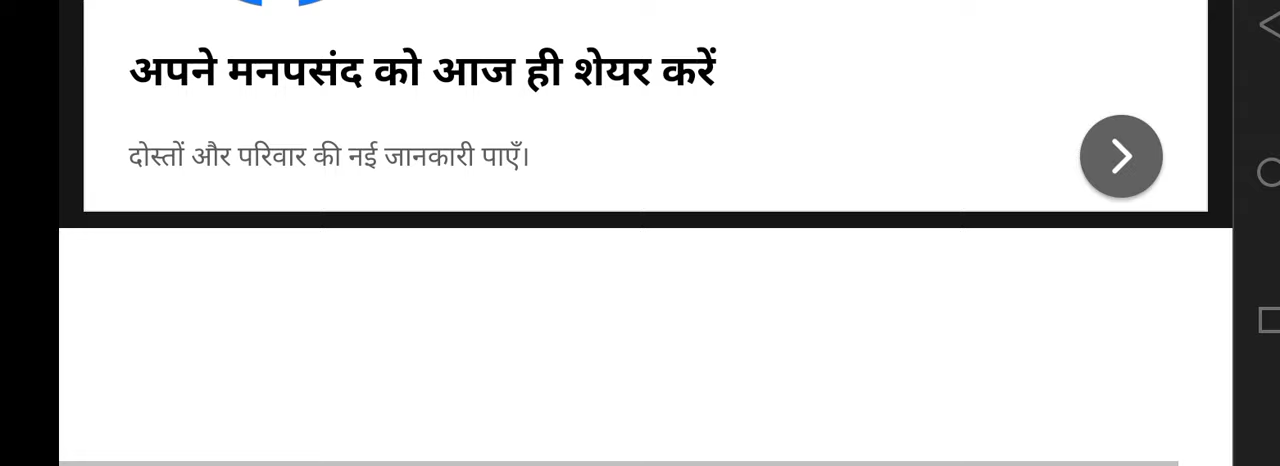 अपने मनपसंद को आज ही शेयर करें
दोस्तों और परिवार की नई जानकारी पाएँ।